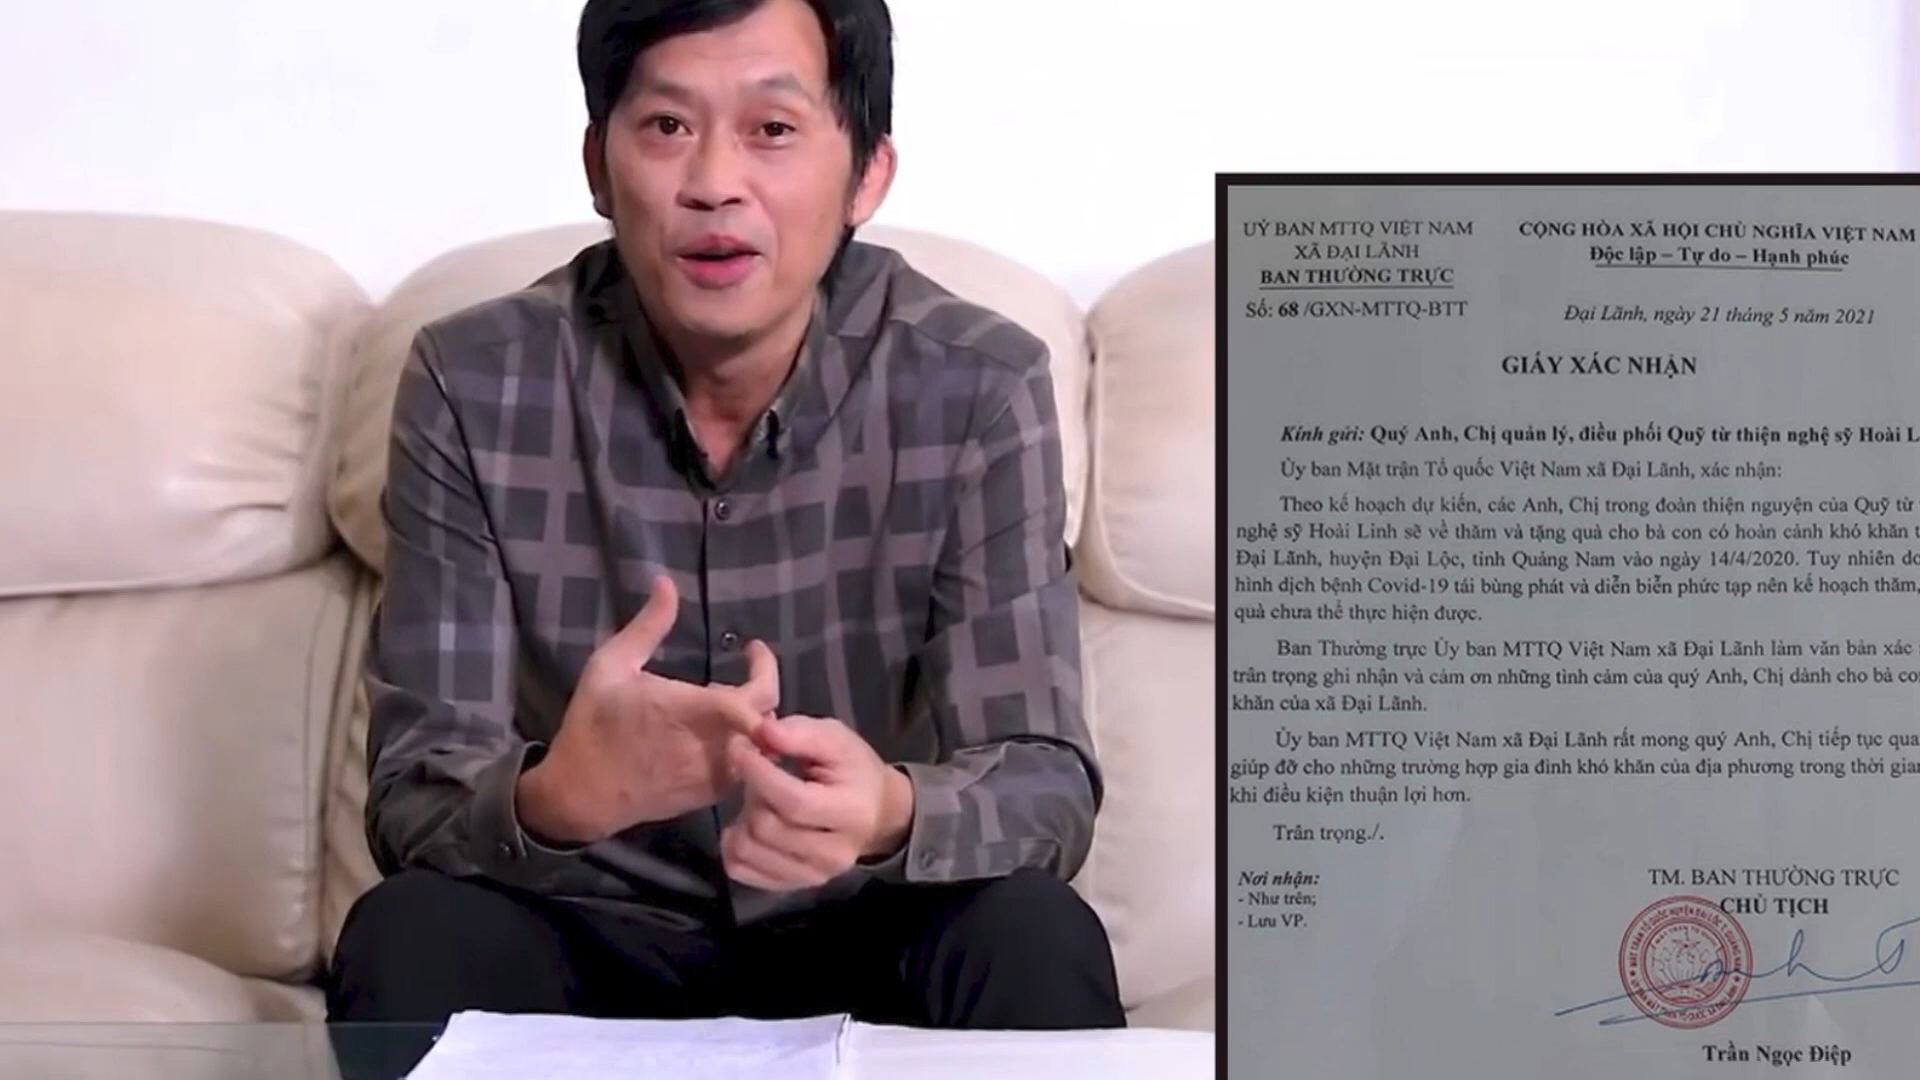 UỶ BAN MTTQ VIỆT NAM
XÃ ĐẠI LÃNH
BAN THƯỜNG TRỰC
Số: 68 /GXN-MTTQ-BTT
CỘNG HÒA XÃ HỘI CHỦ NGHĨA VIỆT NAM
Độc lập – Tự do – Hạnh phúc
Đại Lãnh, ngày 21 tháng 5 năm 2021
GIẤY XÁC NHẬN
Kính gửi: Quý Anh, Chị quản lý, điều phối Quỹ từ thiện nghệ sỹ Hoài
Ủy ban Mặt trận Tổ quốc Việt Nam xã Đại Lãnh, xác nhận:
Theo kế hoạch dự kiến, các Anh, Chị trong đoàn thiện nguyện của Quỹ từ
nghệ sỹ Hoài Linh sẽ về thăm và tặng quà cho bà con có hoàn cảnh khó khăn
Đại Lãnh, huyện Đại Lộc, tỉnh Quảng Nam vào ngày 14/4/2020. Tuy nhiên
hình dịch bệnh Covid-19 tái bùng phát và diễn biến phức tạp nên kế hoạch thăm,
quà chưa thể thực hiện được.
Ban Thường trực Ủy ban MTTQ Việt Nam xã Đại Lãnh làm văn bản xác
trân trọng ghi nhận và cảm ơn những tình cảm của quý Anh, Chị dành cho bà
khăn của xã Đại Lãnh.
Ủy ban MTTQ Việt Nam xã Đại Lãnh rất mong quý Anh, Chị tiếp tục
giúp đỡ cho những trường hợp gia đình khó khăn của địa phương trong thời
khi điều kiện thuận lợi hơn.
Trân trọng./.
Nơi nhận:
- Như trên;
- Lưu VP.
TM. BAN THƯỜNG TRỰC
CHỦ TỊCH
Trần Ngọc Điệp